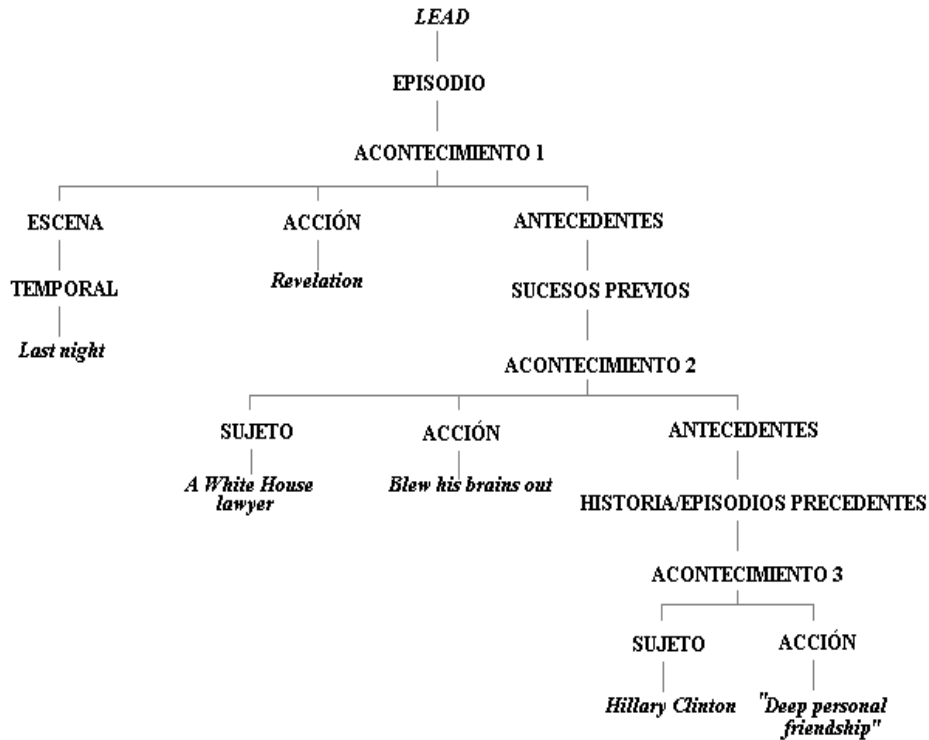 LEAD
EPISODIO
ACONTECIMIENTO 1
ESCENA
ACCIÓN
ANTECEDENTES
TEMPORAL
Revelation
SUCESOS PREVIOS
Last night
ACONTECIMIENTO 2
SUJETO
ACCIÓN
ANTECEDENTES
A White House
lawyer
Blew his brains out
HISTORIA/EPISODIOS PRECEDENTES
ACONTECIMIENTO 3
SUJETO
ACCIÓN
Hillary Clinton
"Deep personal
friendship"